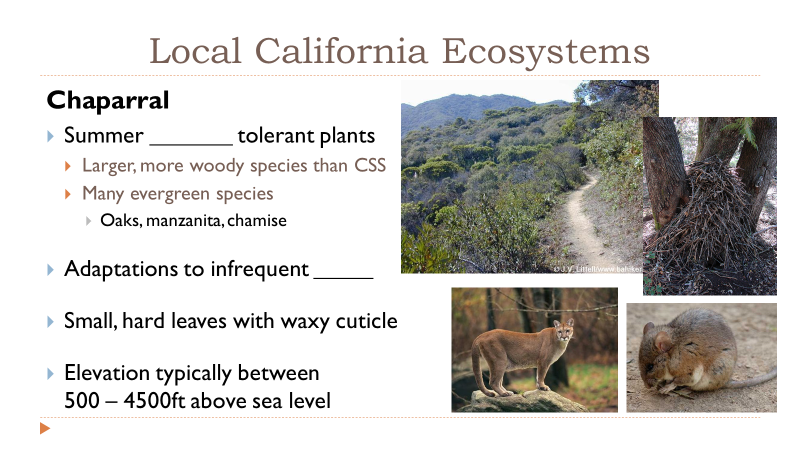 Local California Ecosystems
Chaparral
Summer ________ tolerant plants
Larger, more woody species than CSS
Many evergreen species
Oaks, manzanita, chamise
Adaptations to infrequent _____
Small, hard leaves with waxy cuticle
Elevation typically between
500 – 4500ft above sea level